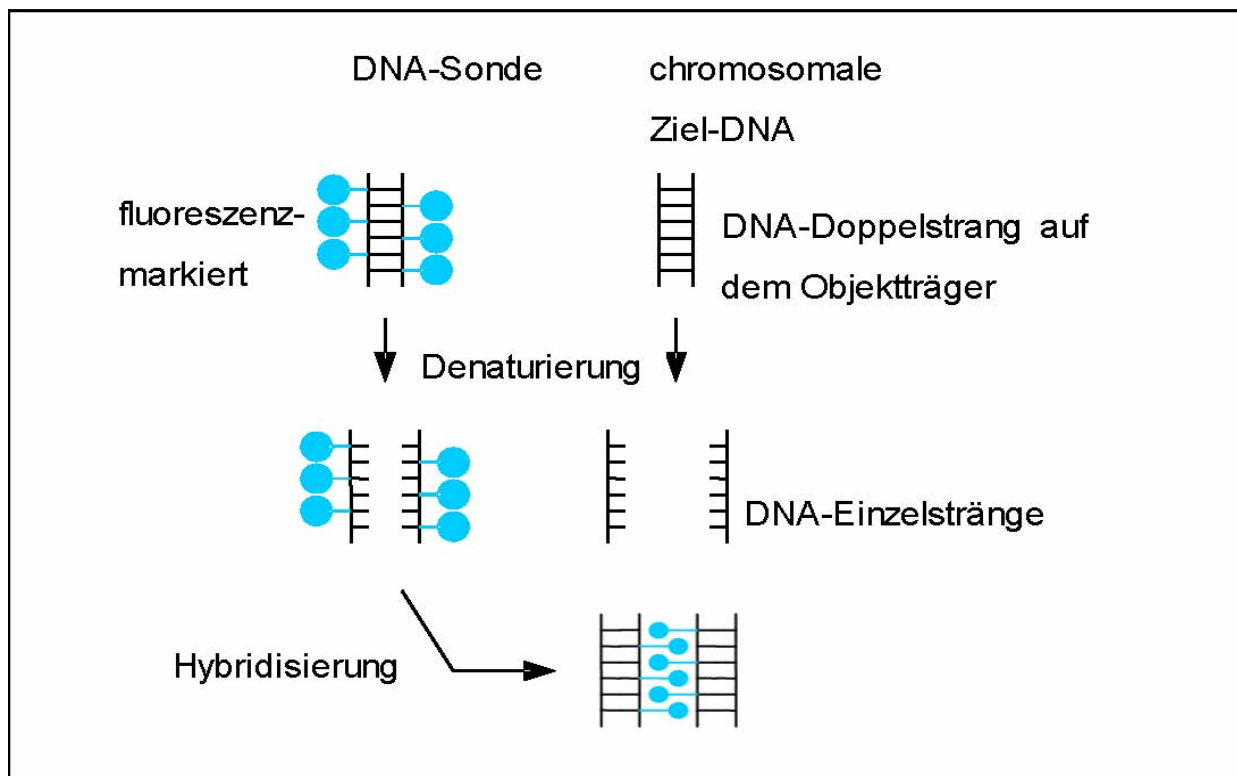 DNA-Sonde
chromosomale
Ziel-DNA
fluoreszenz-
markiert
DNA-Doppelstrang auf
dem Objektträger
Denaturierung
DNA-Einzelstränge
Hybridisierung